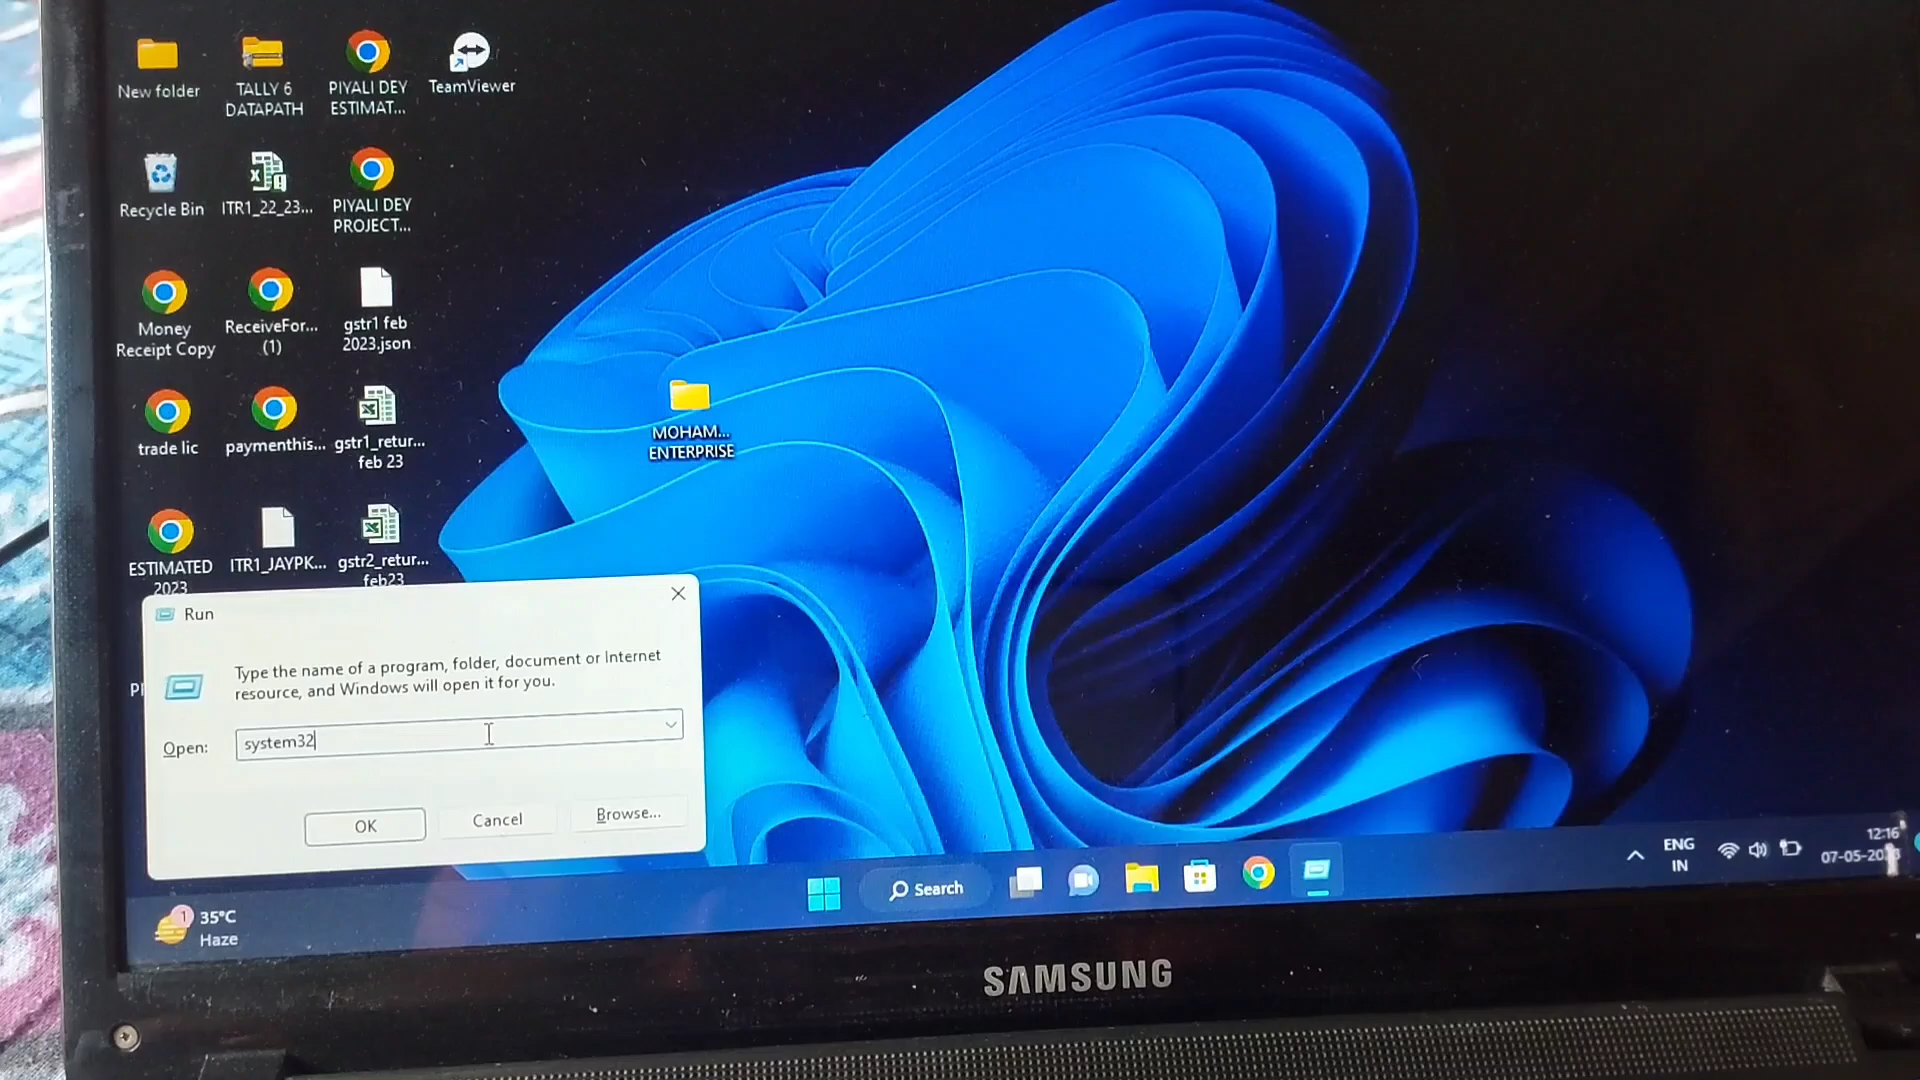 New folder
TALLY 6
DATAPATH
PIYALI DEY
ESTIMAT...
TeamViewer
Recycle Bin
ITR1_22_23...
PIYALI DEY
PROJECT...
Money
Receipt Copy
ReceiveFor...
(1)
gstr1 feb
2023.json
trade lic
paymenthis...
gstr1_retur...
feb 23
MOHAM...
ENTERPRISE
ESTIMATED
2023
ITR1_JAYPK...
gstr2_retur...
feb23
Run
Type the name of a program, folder, document or Internet
resource, and Windows will open it for you.
Open:
system32
OK
Cancel
Browse...
1
35°C
Haze
Search
ENG
IN
12:16
SAMSUNG